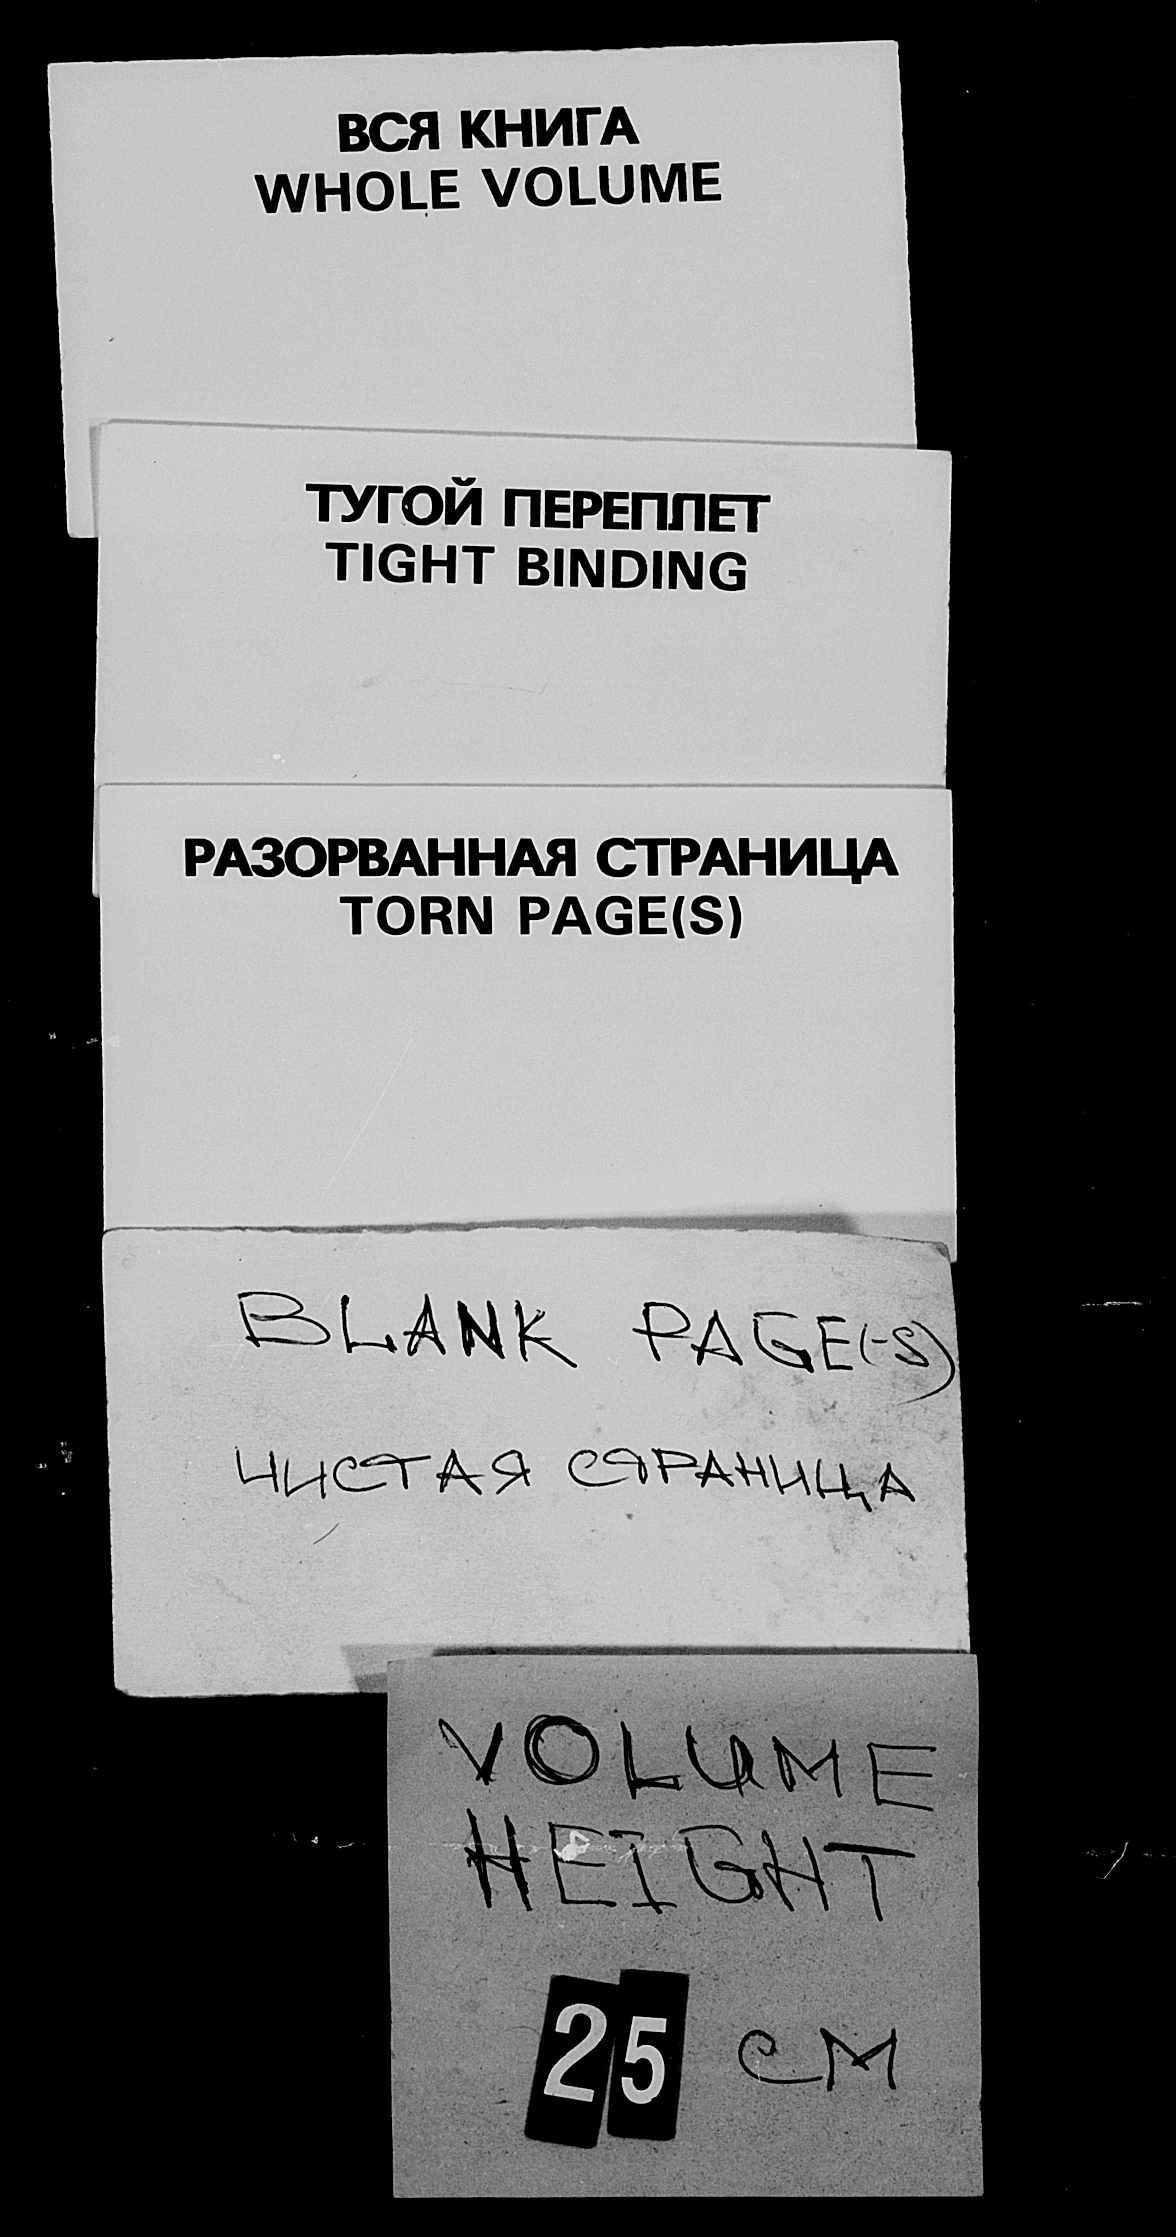 ВСЯ КНИГА
WHOLE VOLUME
ТУГОЙ ПЕРЕПЛЕТ
TIGHT BINDING
РАЗОРВАННАЯ СТРАНИЦА
TORN PAGE(S)
BLANK PAGE(-S)
ЧИСТАЯ СТРАНИЦА
VOLUME
HEIGHT
25 CM